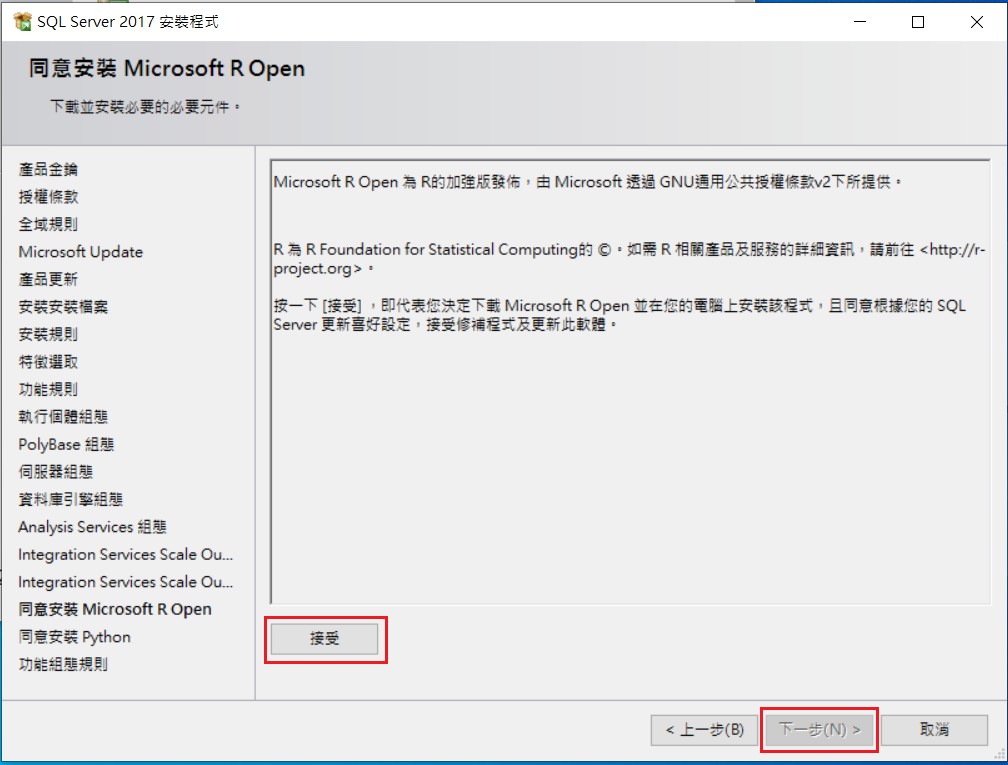 SQL Server 2017 安裝程式
同意安裝 Microsoft R Open
下載並安裝必要的必要元件。
產品金鑰
授權條款
全域規則
Microsoft Update
產品更新
安裝安裝檔案
安裝規則
特徵選取
功能規則
執行個體組態
PolyBase 組態
伺服器組態
資料庫引擎組態
Analysis Services 組態
Integration Services Scale Ou...
Integration Services Scale Ou...
同意安裝 Microsoft R Open
同意安裝 Python
功能組態規則
Microsoft R Open 為 R的加強版發佈，由 Microsoft 透過 GNU通用公共授權條款v2下所提供。
R 為 R Foundation for Statistical Computing的 ©。如需 R 相關產品及服務的詳細資訊，請前往 <http://r-
project.org>。
按一下 [接受] ，即代表您決定下載 Microsoft R Open 並在您的電腦上安裝該程式，且同意根據您的 SQL
Server 更新喜好設定，接受修補程式及更新此軟體。
接受
< 上一步(B)
下一步(N) >
取消